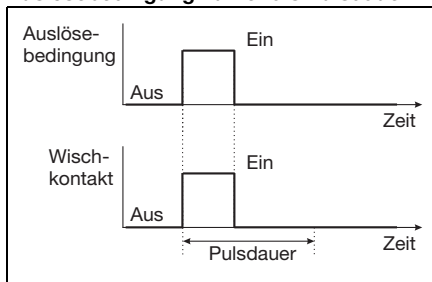 Auslöse-
bedingung
Ein
Aus
Zeit
Wisch-
kontakt
Ein
Aus
Zeit
Pulsdauer